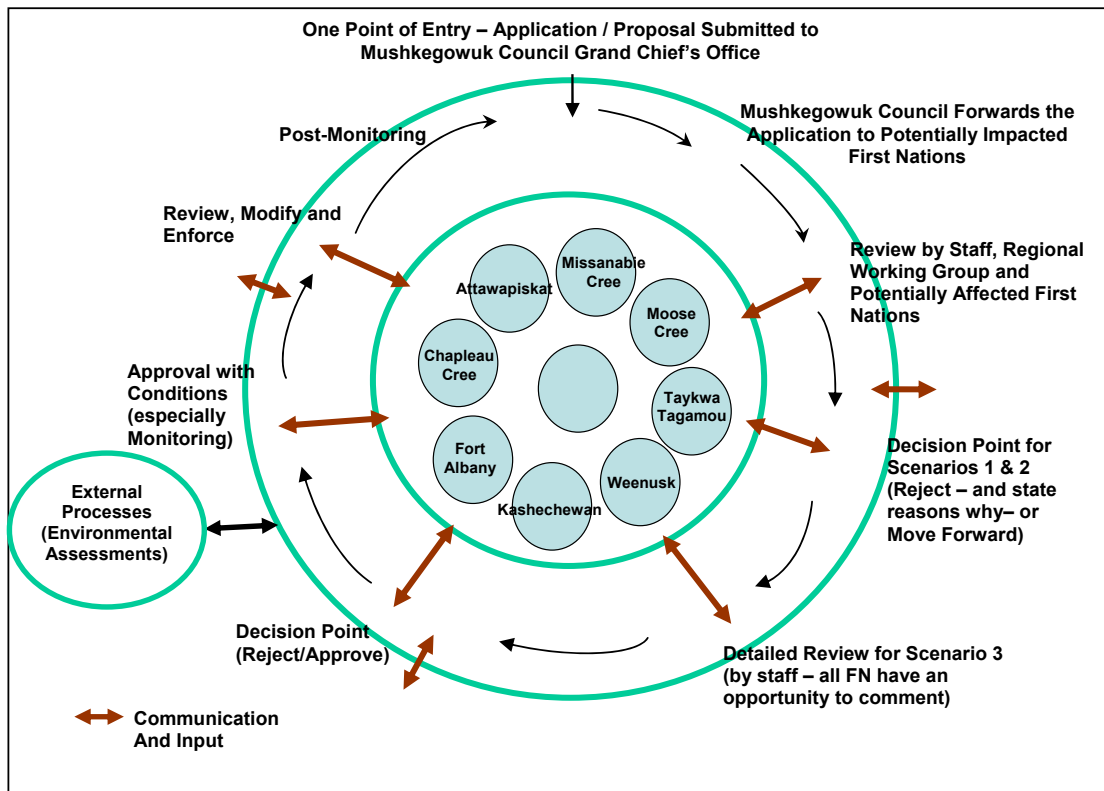 One Point of Entry – Application / Proposal Submitted to
Mushkegowuk Council Grand Chief's Office
Mushkegowuk Council Forwards the
Application to Potentially Impacted
First Nations
Review by Staff, Regional
Working Group and
Potentially Affected First
Nations
Decision Point for
Scenarios 1 & 2
(Reject – and state
reasons why– or
Move Forward)
Detailed Review for Scenario 3
(by staff – all FN have an
opportunity to comment)
Decision Point
(Reject/Approve)
Approval with
Conditions
(especially
Monitoring)
Review, Modify and
Enforce
Post-Monitoring
External
Processes
(Environmental
Assessments)
Missanabie
Cree
Moose
Cree
Taykwa
Tagamou
Weenusk
Kashechewan
Fort
Albany
Chapleau
Cree
Attawapiskat
Communication
And Input